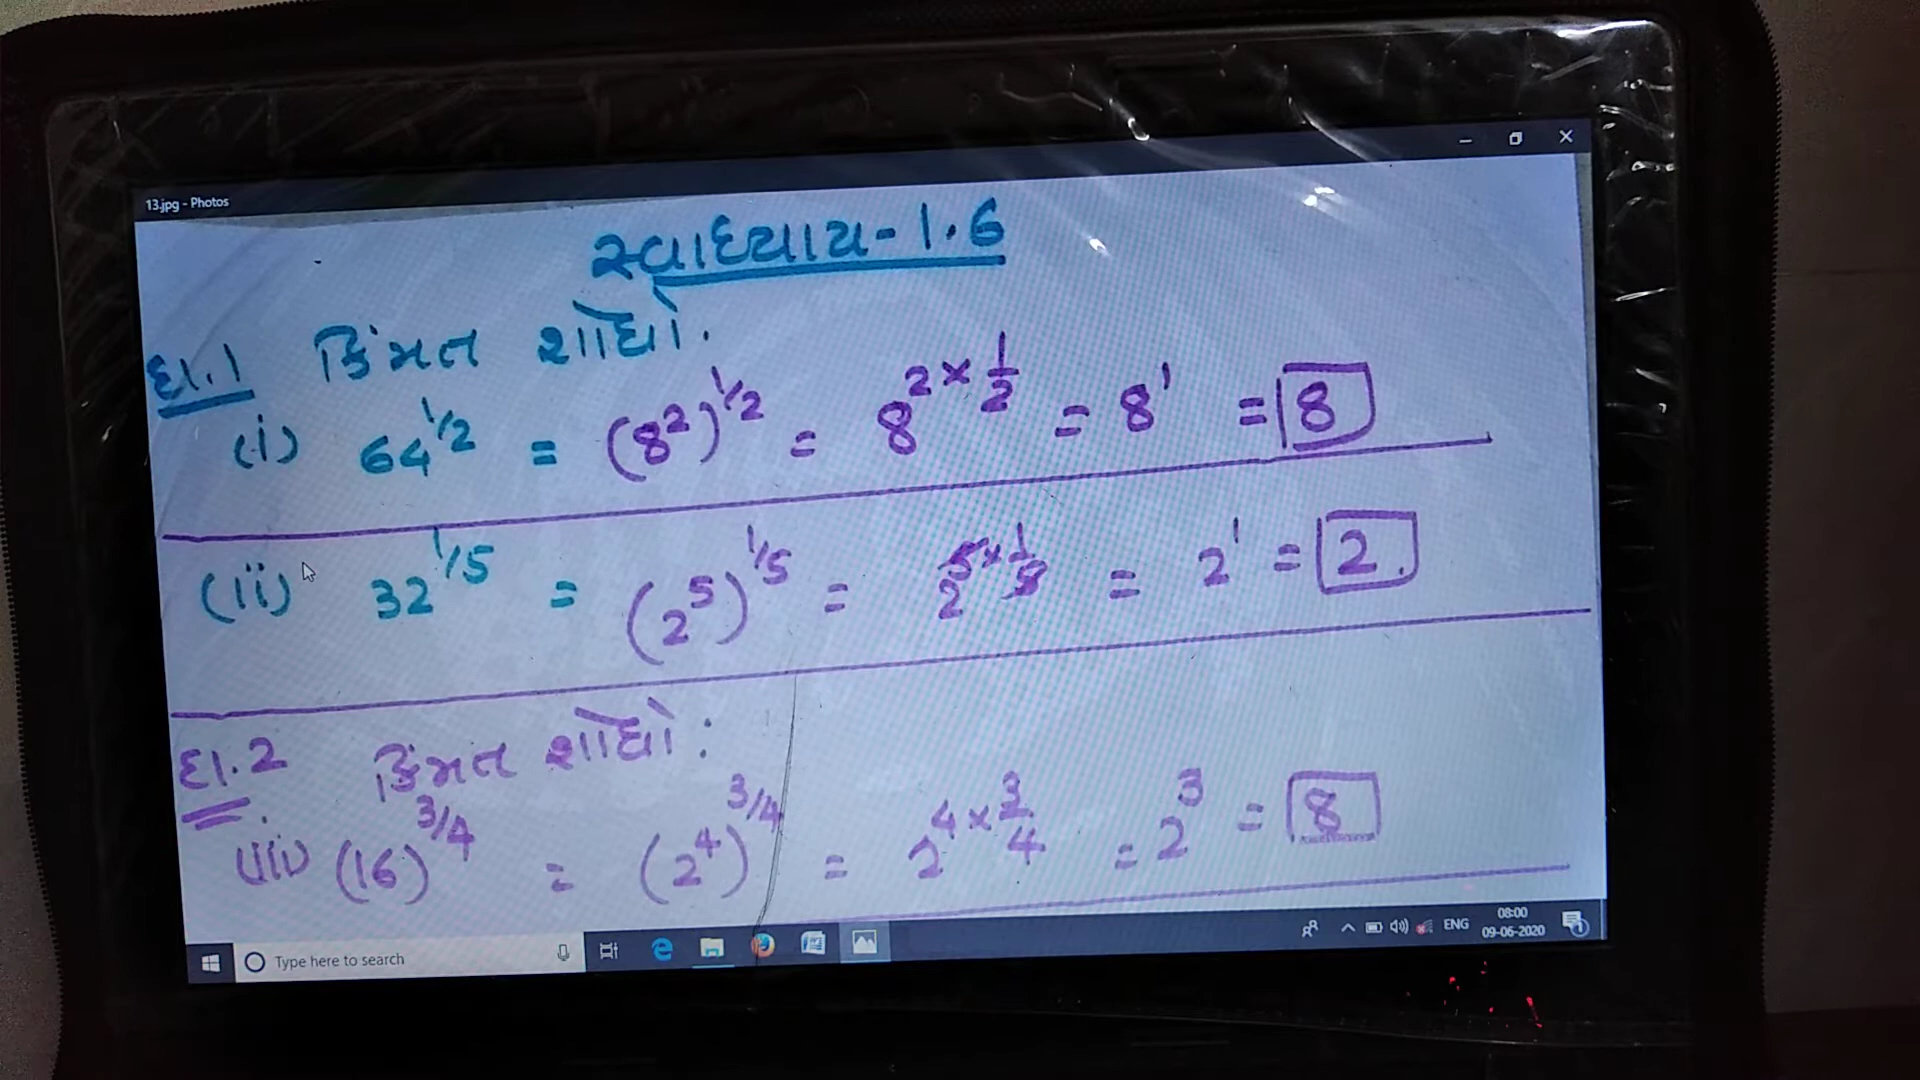 13.jpg - Photos
સ્વાધ્યાય - 1.6
દા.1 કિંમત શોધો.
(i) 64^1/2 = (8^2)^1/2 = 8^2×1/2 = 8^1 = 8
(ii) 32^1/5 = (2^5)^1/5 = 2^5×1/5 = 2^1 = 2.
દા.2 કિંમત શોધો:
(iii) (16)^3/4 = (2^4)^3/4 = 2^4×3/4 = 2^3 = 8
Type here to search
ENG
08:00
09-06-2020